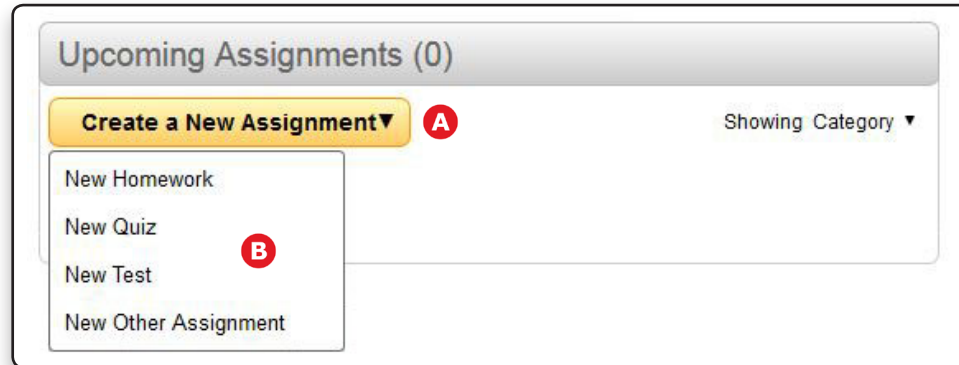 Upcoming Assignments (0)
Create a New Assignment▼ A Showing Category ▼
New Homework
New Quiz
B
New Test
New Other Assignment